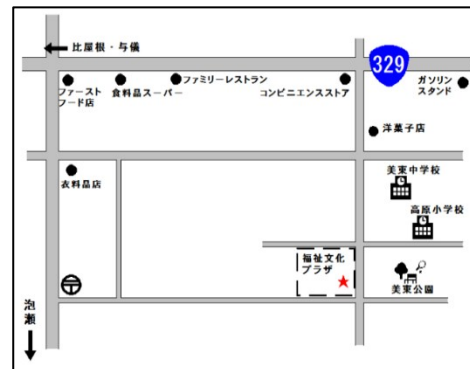 比屋根・与儀
329
ファースト
フード店
食料品スーパー
ファミリーレストラン
コンビニエンスストア
ガソリン
スタンド
洋菓子店
衣料品店
美東中学校
高原小学校
福祉文化
プラザ
美東公園
泡瀬